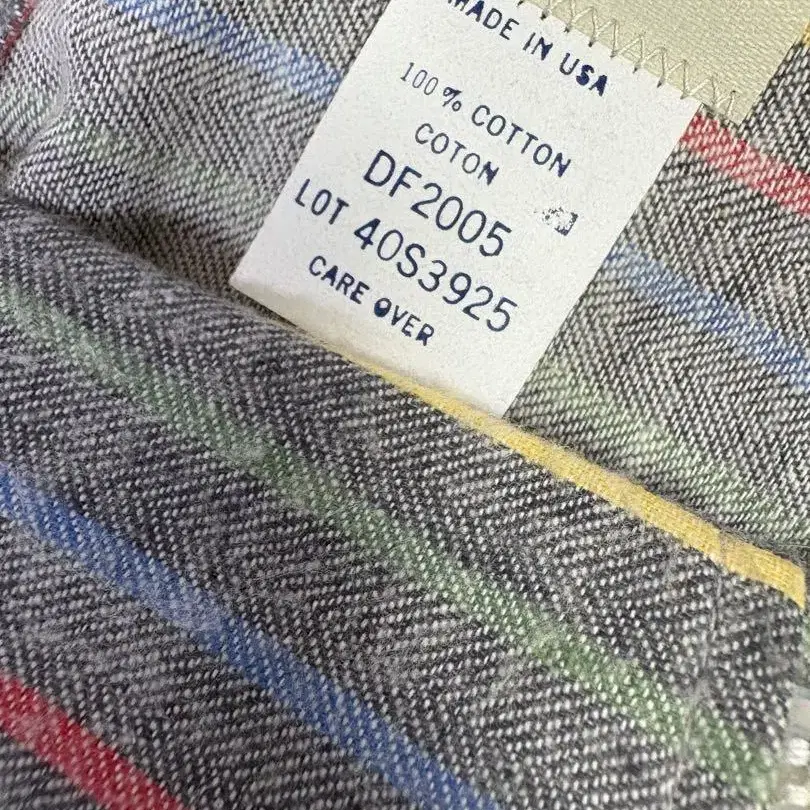 MADE IN USA
100% COTTON
COTON
DF2005
LOT 40S3925
CARE OVER